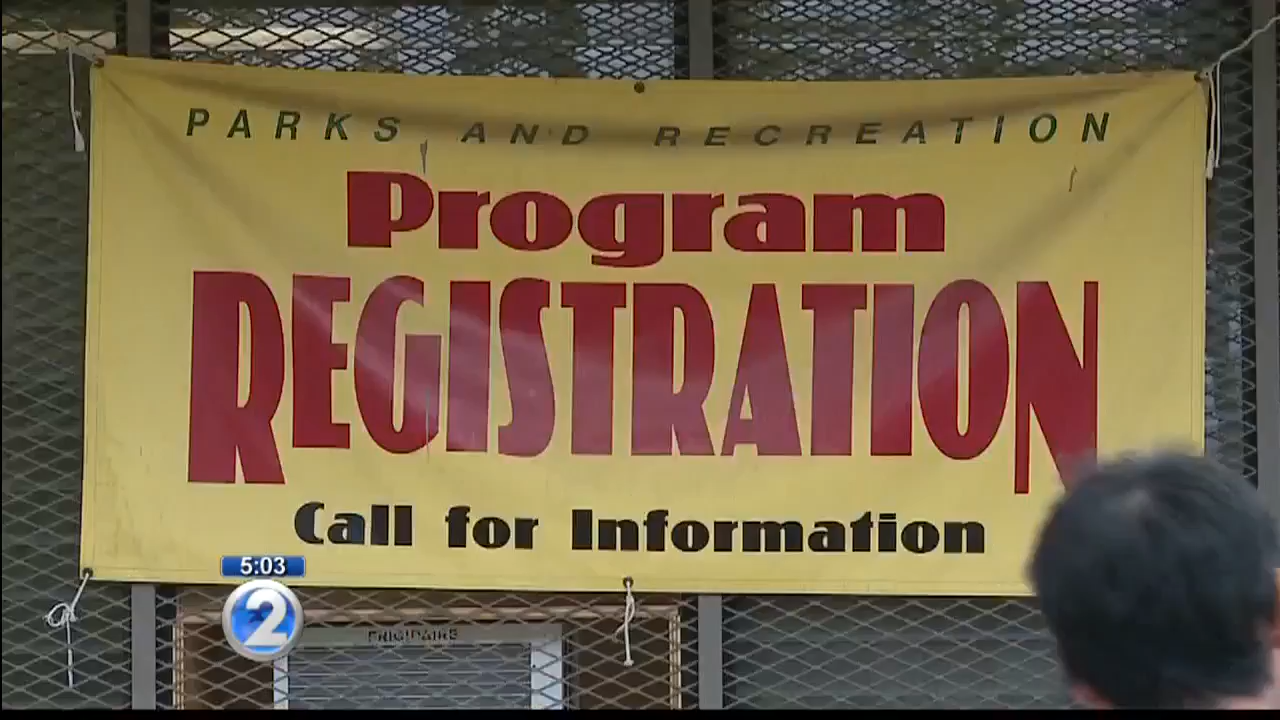 PARKS AND RECREATION
Program
REGISTRATION
Call for Information
5:03
2
FRIGIDAIRE